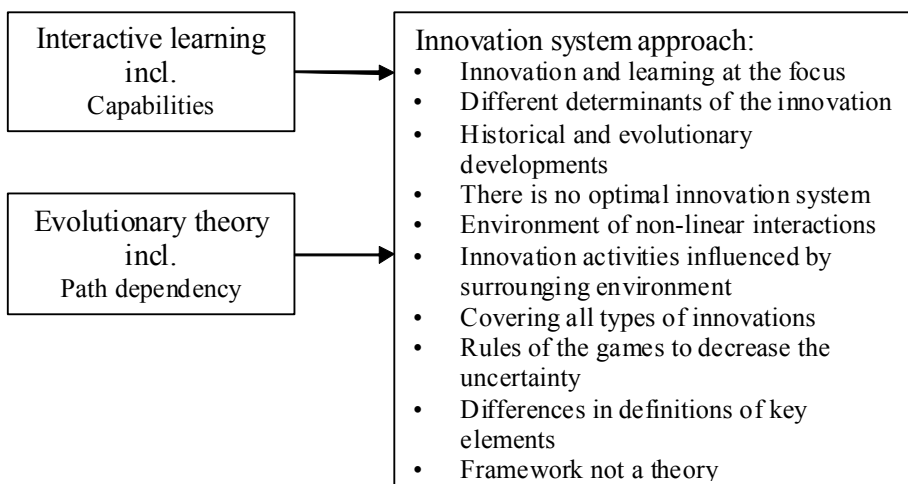 Interactive learning
incl.
Capabilities
Evolutionary theory
incl.
Path dependency
Innovation system approach:
• Innovation and learning at the focus
• Different determinants of the innovation
• Historical and evolutionary
developments
• There is no optimal innovation system
• Environment of non-linear interactions
• Innovation activities influenced by
surrounging environment
• Covering all types of innovations
• Rules of the games to decrease the
uncertainty
• Differences in definitions of key
elements
• Framework not a theory